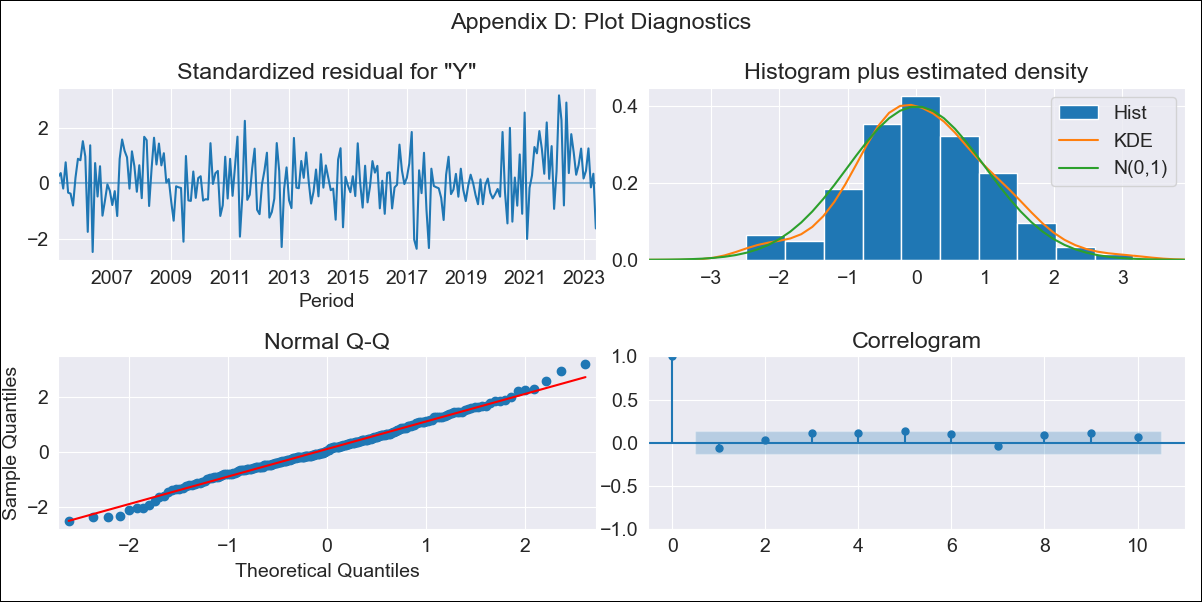 Appendix D: Plot Diagnostics
Standardized residual for "Y"
2
0
−2
2007 2009 2011 2013 2015 2017 2019 2021 2023
Period
Histogram plus estimated density
0.4
0.2
0.0
Hist
KDE
N(0,1)
−3 −2 −1 0 1 2 3
Normal Q-Q
Sample Quantiles
2
0
−2
−2 −1 0 1 2
Theoretical Quantiles
Correlogram
1.0
0.5
0.0
−0.5
−1.0
0 2 4 6 8 10